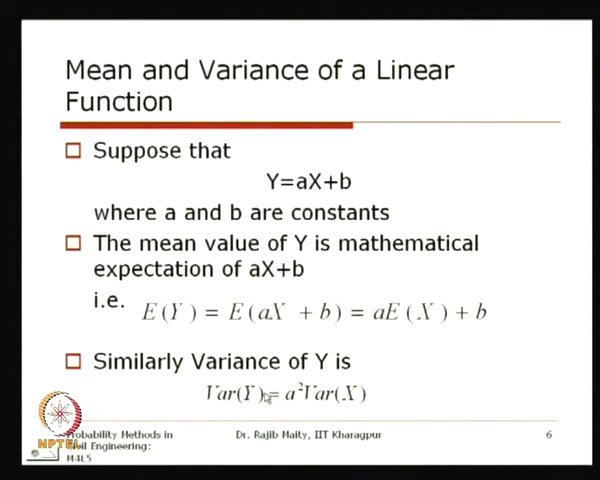 Mean and Variance of a Linear
Function
Suppose that
Y=aX+b
where a and b are constants
The mean value of Y is mathematical
expectation of aX+b
i.e. E(Y) = E(aX + b) = aE(X) + b
Similarly Variance of Y is
Var(Y) = a²Var(X)
Probability Methods in
Civil Engineering:
M4L5
Dr. Rajib Maity, IIT Kharagpur
6
NPTEL